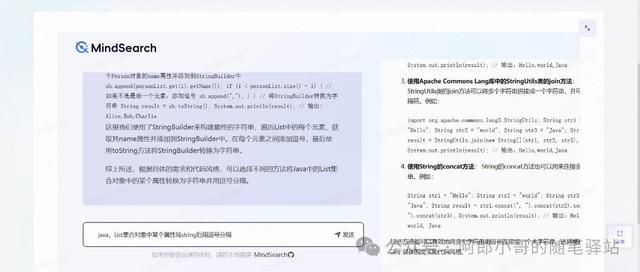 MindSearch
个Person对象的name属性并添加到StringBuilder中
sb.append(personList.get(i).getName()); if (i < personList.size() - 1) { //
如果不是最后一个元素，添加逗号 sb.append(","); } } // 将StringBuilder转换为字
符串 String result = sb.toString(); System.out.println(result); // 输出：
Alice,Bob,Charlie
这里我们使用了StringBuilder来构建最终的字符串，遍历List中的每个元素，获
取其name属性并添加到StringBuilder中。在每个元素之间添加逗号，最后使
用toString方法将StringBuilder转换为字符串。
综上所述，根据具体的需求和代码风格，可以选择不同的方法将Java中的List集
合对象中的某个属性转换为字符串并用逗号分隔。
java，List集合对象中某个属性转string后用逗号分隔
发送
如果想要更丝滑的体验，请在本地搭建-MindSearch
System.out.println(result); // 输出：Hello,world,Java
3. 使用Apache Commons Lang库中的StringUtils类的join方法：
StringUtils类的join方法可以将多个字符串拼接成一个字符串，并可
隔。例如：
import org.apache.commons.lang3.StringUtils; String str1 =
"Hello"; String str2 = "world"; String str3 = "Java"; Str
result = StringUtils.join(new String[]{str1, str2, str3},
System.out.println(result); // 输出：Hello,world,Java
4. 使用String的concat方法： String的concat方法也可以用来连接多
串。例如：
String str1 = "Hello"; String str2 = "world"; String str3
"Java"; String result = str1.concat(", ").concat(str2).co
").concat(str3); System.out.println(result); // 输出：Hel
world, Java
公众号：阿郎小哥的随笔驿站